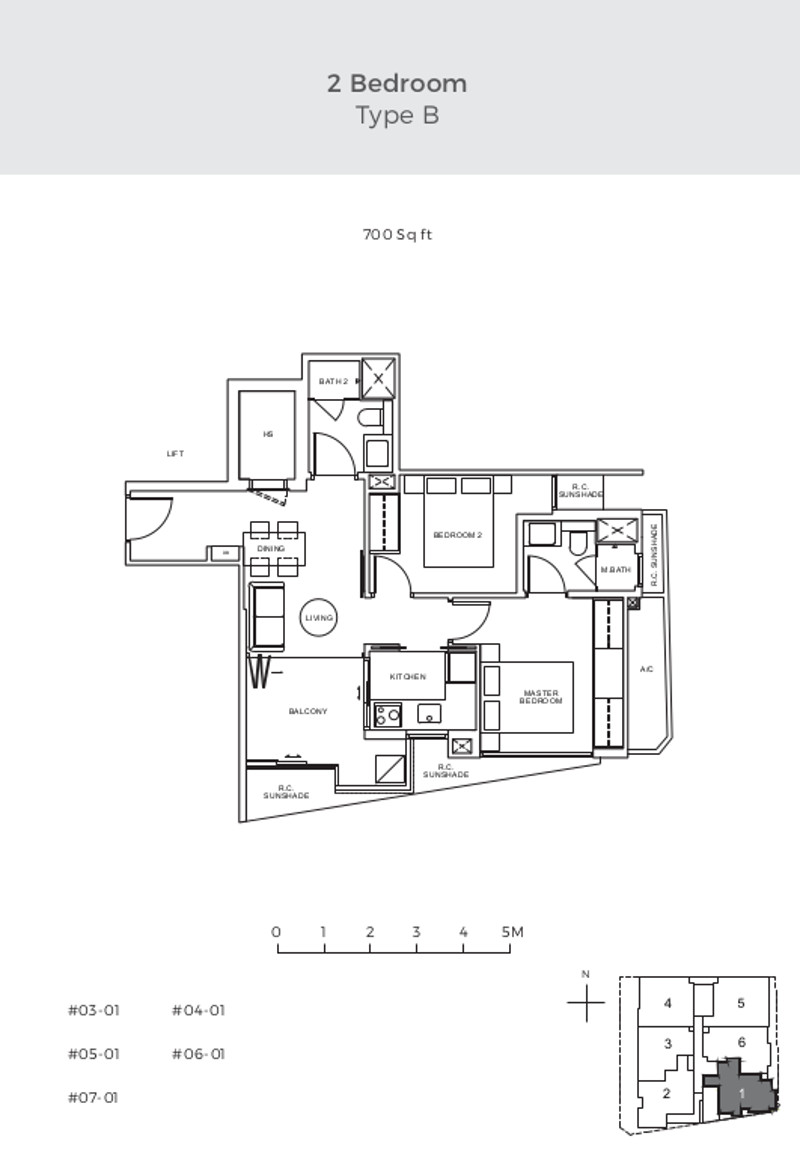 2 Bedroom
Type B
700 Sq ft
BATH 2
HS
LIFT
R.C.
SUNSHADE
BEDROOM 2
DINING
M.BATH
R.C. SUNSHADE
LIVING
KITCHEN
A/C
MASTER
BEDROOM
BALCONY
R.C.
SUNSHADE
R.C.
SUNSHADE
0 1 2 3 4 5M
N
#03-01 #04-01
#05-01 #06-01
#07-01
4 5
3 6
2 1